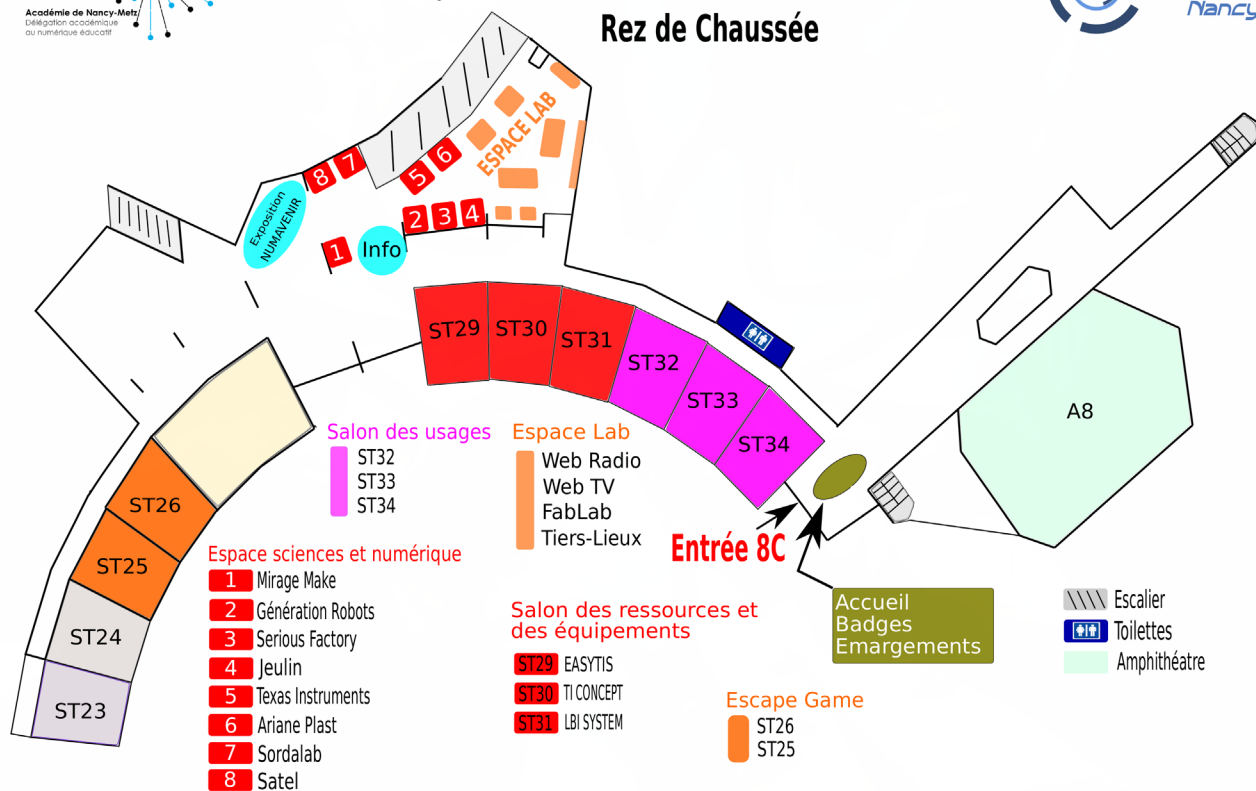 Académie de Nancy-Metz
Délégation académique
au numérique éducatif
Rez de Chaussée
Nancy
ESPACE LAB
8
7
5
6
2
3
4
1
Exposition
NUMAVENIR
Info
ST29
ST30
ST31
ST32
ST33
ST34
A8
ST26
ST25
ST24
ST23
Salon des usages
ST32
ST33
ST34
Espace Lab
Web Radio
Web TV
FabLab
Tiers-Lieux
Entrée 8C
Espace sciences et numérique
1 Mirage Make
2 Génération Robots
3 Serious Factory
4 Jeulin
5 Texas Instruments
6 Ariane Plast
7 Sordalab
8 Satel
Salon des ressources et
des équipements
ST29 EASYTIS
ST30 TI CONCEPT
ST31 LBI SYSTEM
Accueil
Badges
Emargements
Escape Game
ST26
ST25
Escalier
Toilettes
Amphithéatre